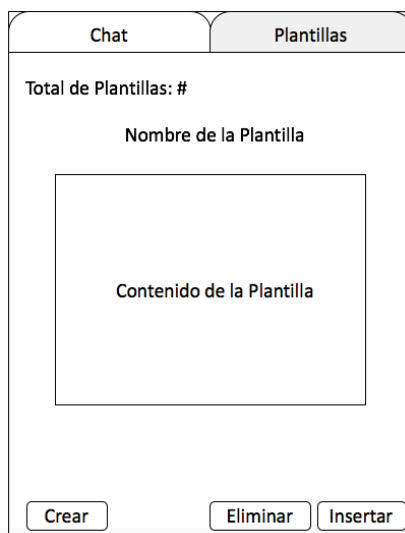 Chat Plantillas
Total de Plantillas: #
Nombre de la Plantilla
Contenido de la Plantilla
Crear Eliminar Insertar